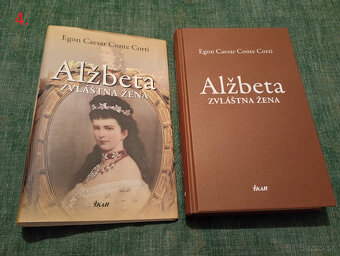 N.
Egon Caesar Conte Corti
Alžbeta
ZVLÁŠTNA ŽENA
IKAR
Egon Caesar Conte Corti
Alžbeta
ZVLÁŠTNA ŽENA
IKAR